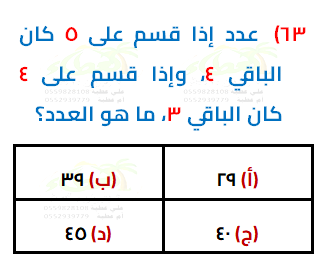 ٦٣) عدد إذا قسم على ٥ كان
الباقي ٤، وإذا قسم على ٤
كان الباقي ٣، ما هو العدد؟
(أ) ٢٩
(ب) ٣٩
(ج) ٤٠
(د) ٤٥